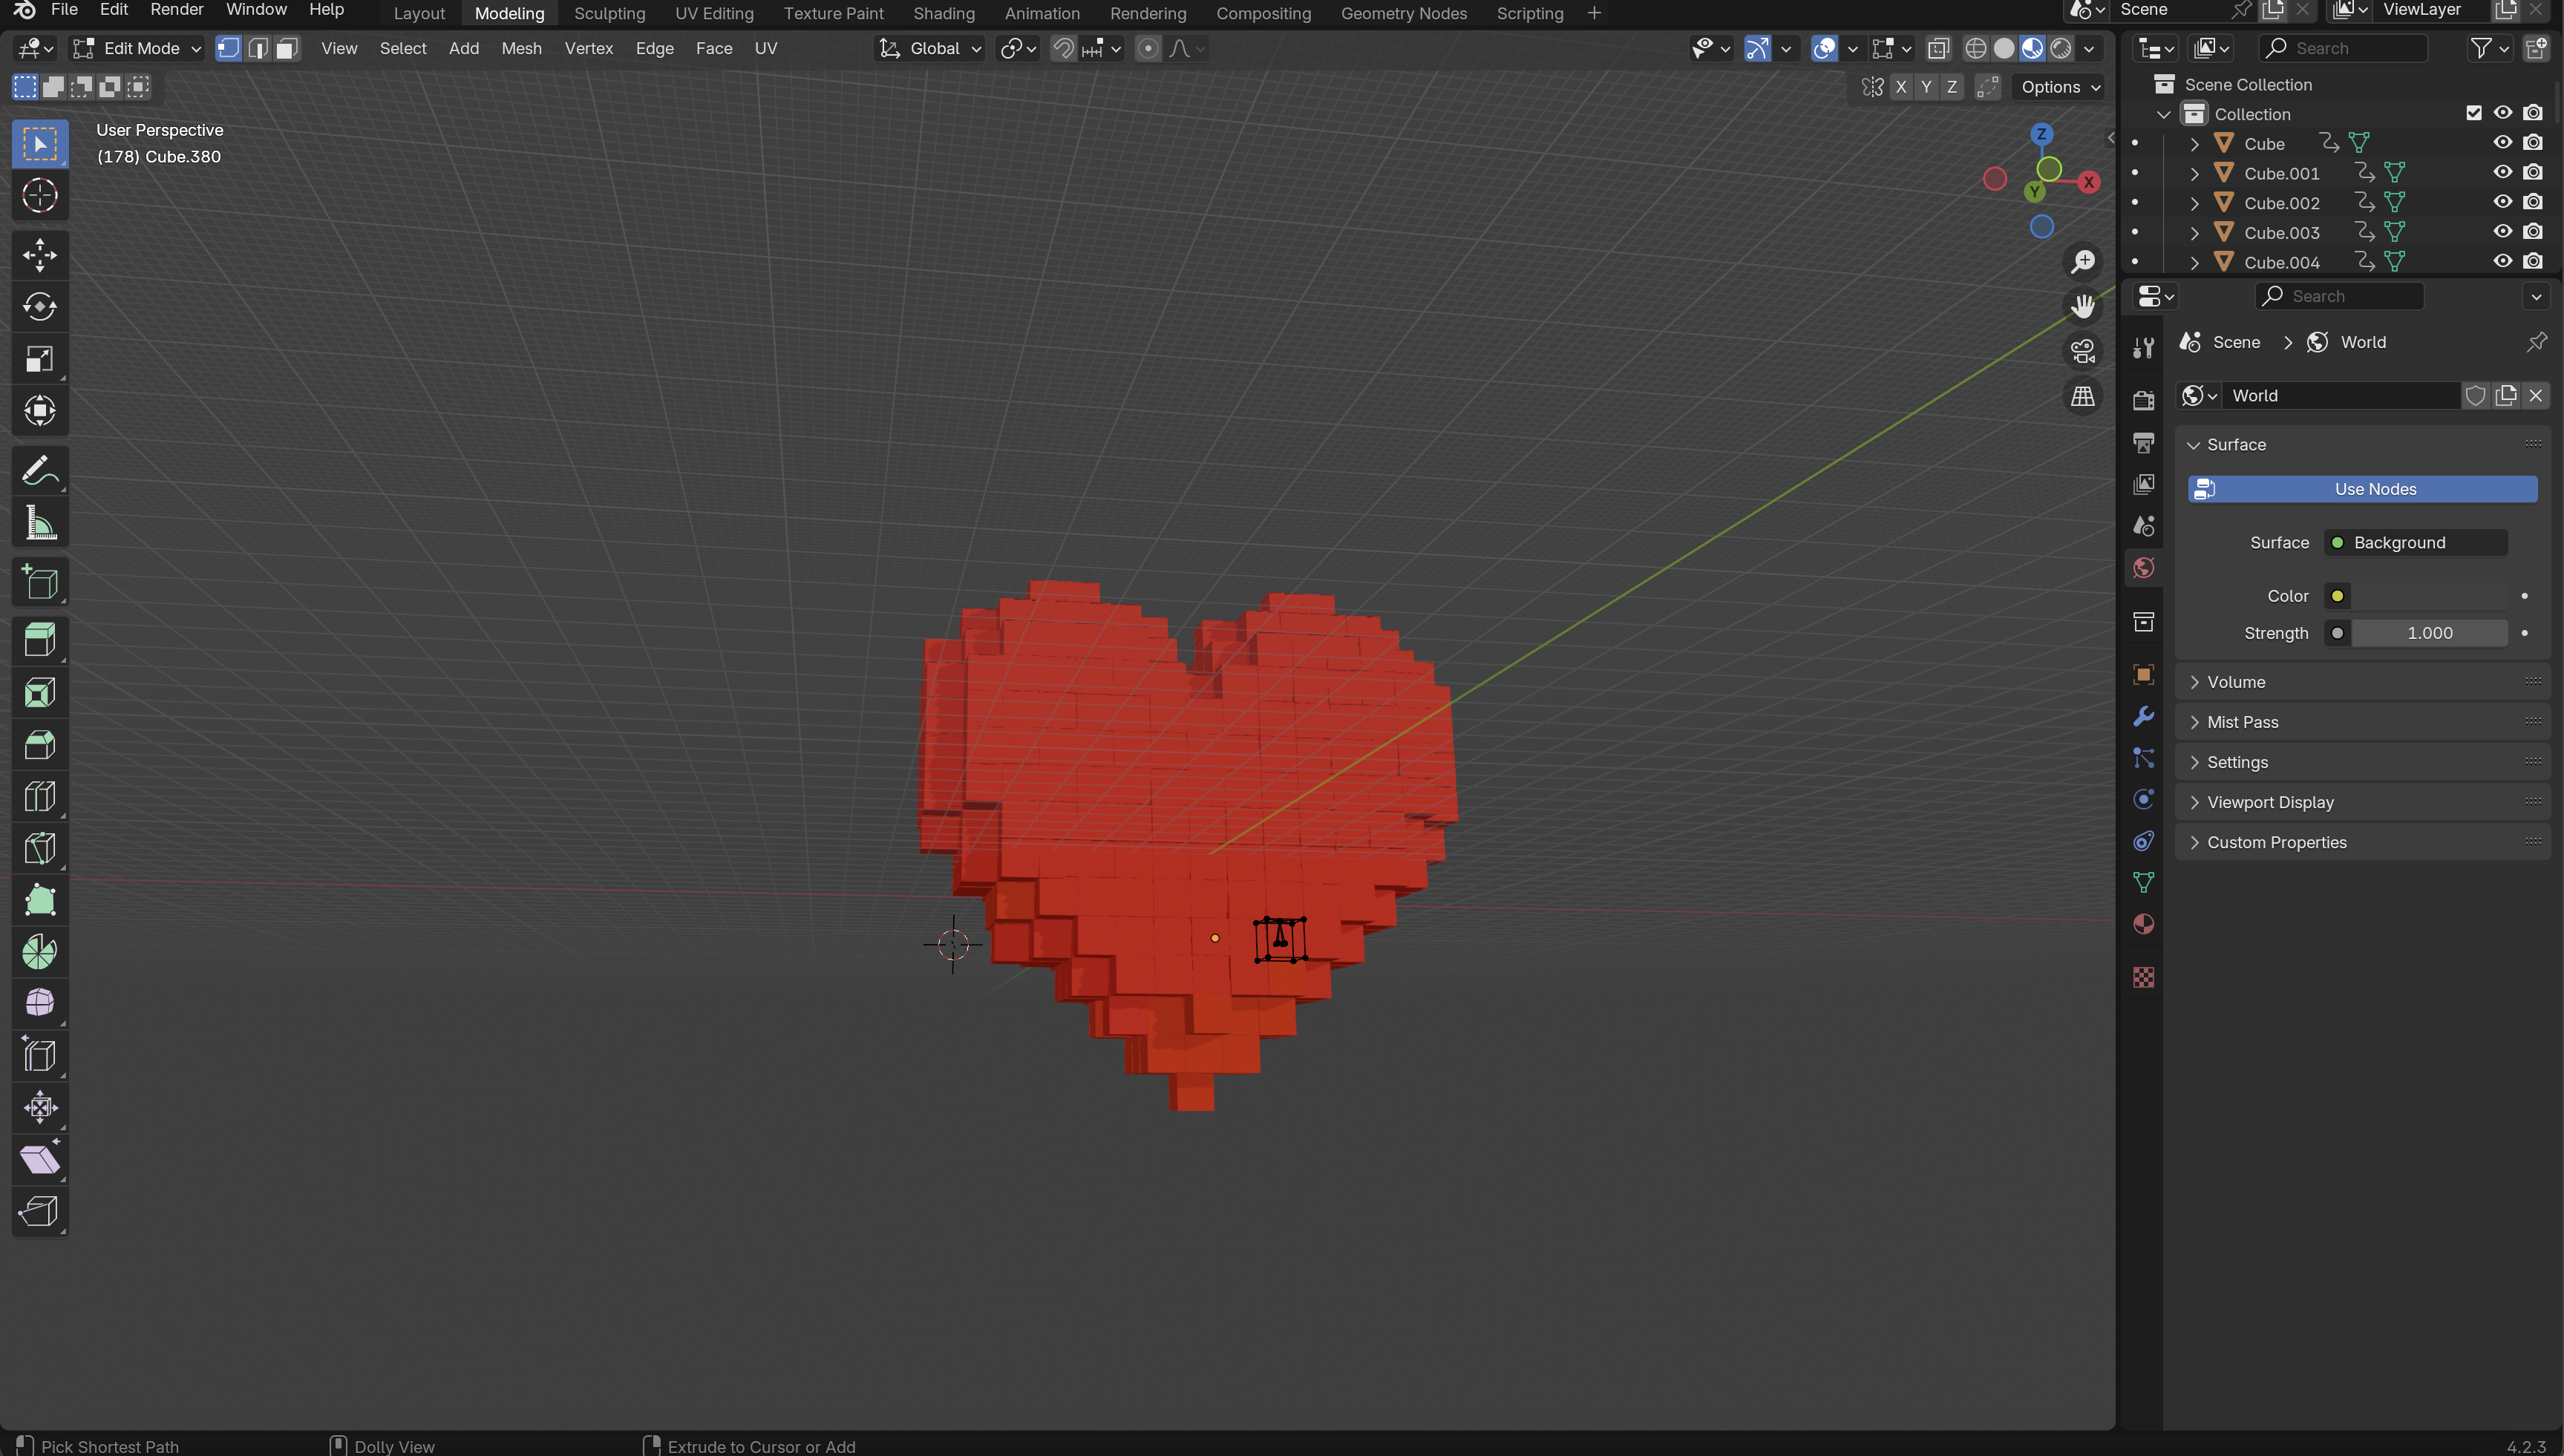 File Edit Render Window Help Layout Modeling Sculpting UV Editing Texture Paint Shading Animation Rendering Compositing Geometry Nodes Scripting + Scene ViewLayer
Edit Mode View Select Add Mesh Vertex Edge Face UV Global Search
X Y Z Options
User Perspective
(178) Cube.380
Z
X
Y
Scene Collection
Collection
Cube
Cube.001
Cube.002
Cube.003
Cube.004
Search
Scene > World
World
Surface
Use Nodes
Surface Background
Color
Strength 1.000
Volume
Mist Pass
Settings
Viewport Display
Custom Properties
Pick Shortest Path Dolly View Extrude to Cursor or Add 4.2.3